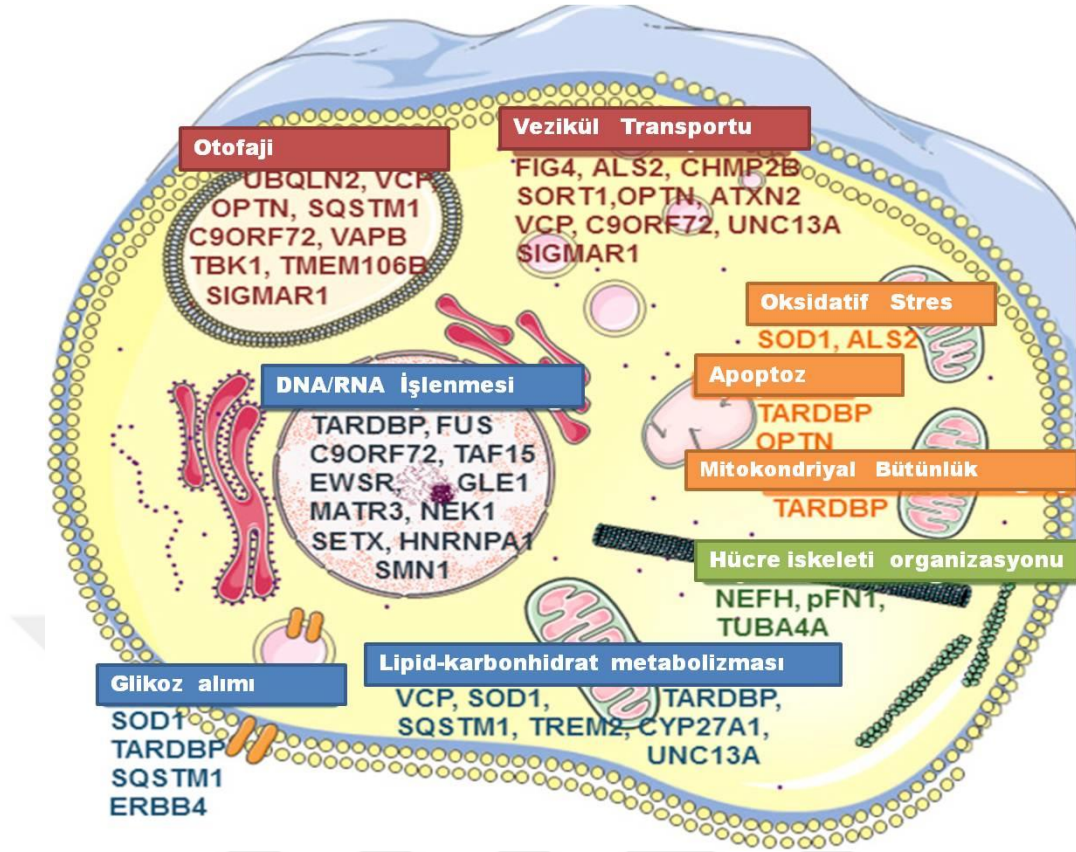 Otofaji
UBQLN2, VCP,
OPTN, SQSTM1
C9ORF72, VAPB
TBK1, TMEM106B
SIGMAR1
Vezikül Transportu
FIG4, ALS2, CHMP2B
SORT1,OPTN, ATXN2
VCP, C9ORF72, UNC13A
SIGMAR1
Oksidatif Stres
SOD1, ALS2
Apoptoz
TARDBP
OPTN
Mitokondriyal Bütünlük
TARDBP
DNA/RNA İşlenmesi
TARDBP, FUS
C9ORF72, TAF15
EWSR, GLE1
MATR3, NEK1
SETX, HNRNPA1
SMN1
Hücre iskeleti organizasyonu
NEFH, pFN1,
TUBA4A
Glikoz alımı
SOD1
TARDBP
SQSTM1
ERBB4
Lipid-karbonhidrat metabolizması
VCP, SOD1, TARDBP,
SQSTM1, TREM2, CYP27A1,
UNC13A